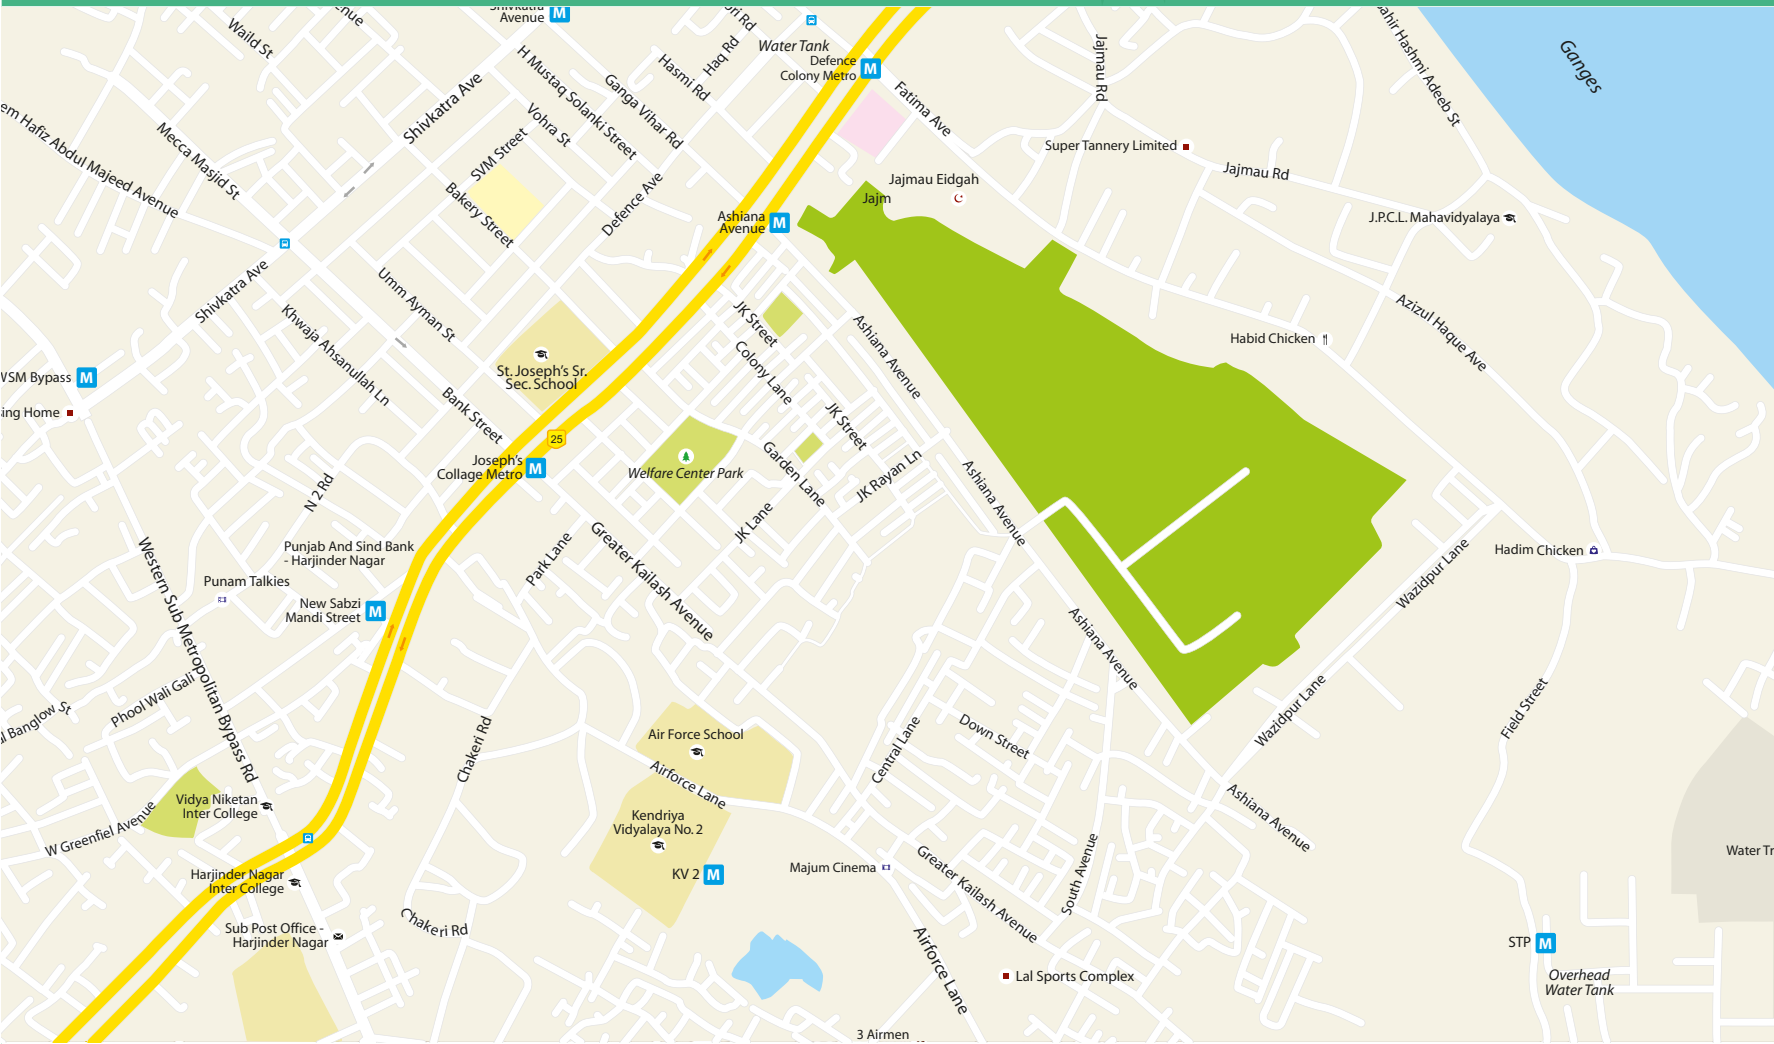 Avenue
M
Waild St
Water Tank
Defence
Colony Metro
M
Haq Rd
Hasmi Rd
H Mustaq Solanki Street
Ganga Vihar Rd
Shivkatra Ave
Vohra St
SVM Street
Fatima Ave
Jajmau Rd
Ganges
Mecca Masjid St
Hafiz Abdul Majeed Avenue
Super Tannery Limited
Jajmau Rd
Jajmau Eidgah
Jajm
J.P.C.L. Mahavidyalaya
Bakery Street
Defence Ave
Ashiana
Avenue
M
Shivkatra Ave
Umm Ayman St
Khwaja Ahsanullah Ln
JK Street
Colony Lane
Ashiana Avenue
Habid Chicken
Azizul Haque Ave
M
St. Joseph's Sr.
Sec. School
Bank Street
25
Joseph's
Collage Metro
M
Welfare Center Park
JK Street
Garden Lane
JK Rayan Ln
Ashiana Avenue
JK Lane
N 2 Rd
Punjab And Sind Bank
- Harjinder Nagar
Punam Talkies
New Sabzi
Mandi Street
M
Park Lane
Greater Kailash Avenue
Western Sub Metropolitan Bypass Rd
Hadim Chicken
Wazidpur Lane
Ashiana Avenue
Phool Wali Gali
Banglow St
Chakeri Rd
Air Force School
Airforce Lane
Central Lane
Down Street
Wazidpur Lane
Field Street
Vidya Niketan
Inter College
W Greenfiel Avenue
Kendriya
Vidyalaya No. 2
KV 2
M
Majum Cinema
Greater Kailash Avenue
South Avenue
Ashiana Avenue
Water
Harjinder Nagar
Inter College
Sub Post Office -
Harjinder Nagar
Chakeri Rd
Airforce Lane
Lal Sports Complex
STP
M
Overhead
Water Tank
3 Airmen